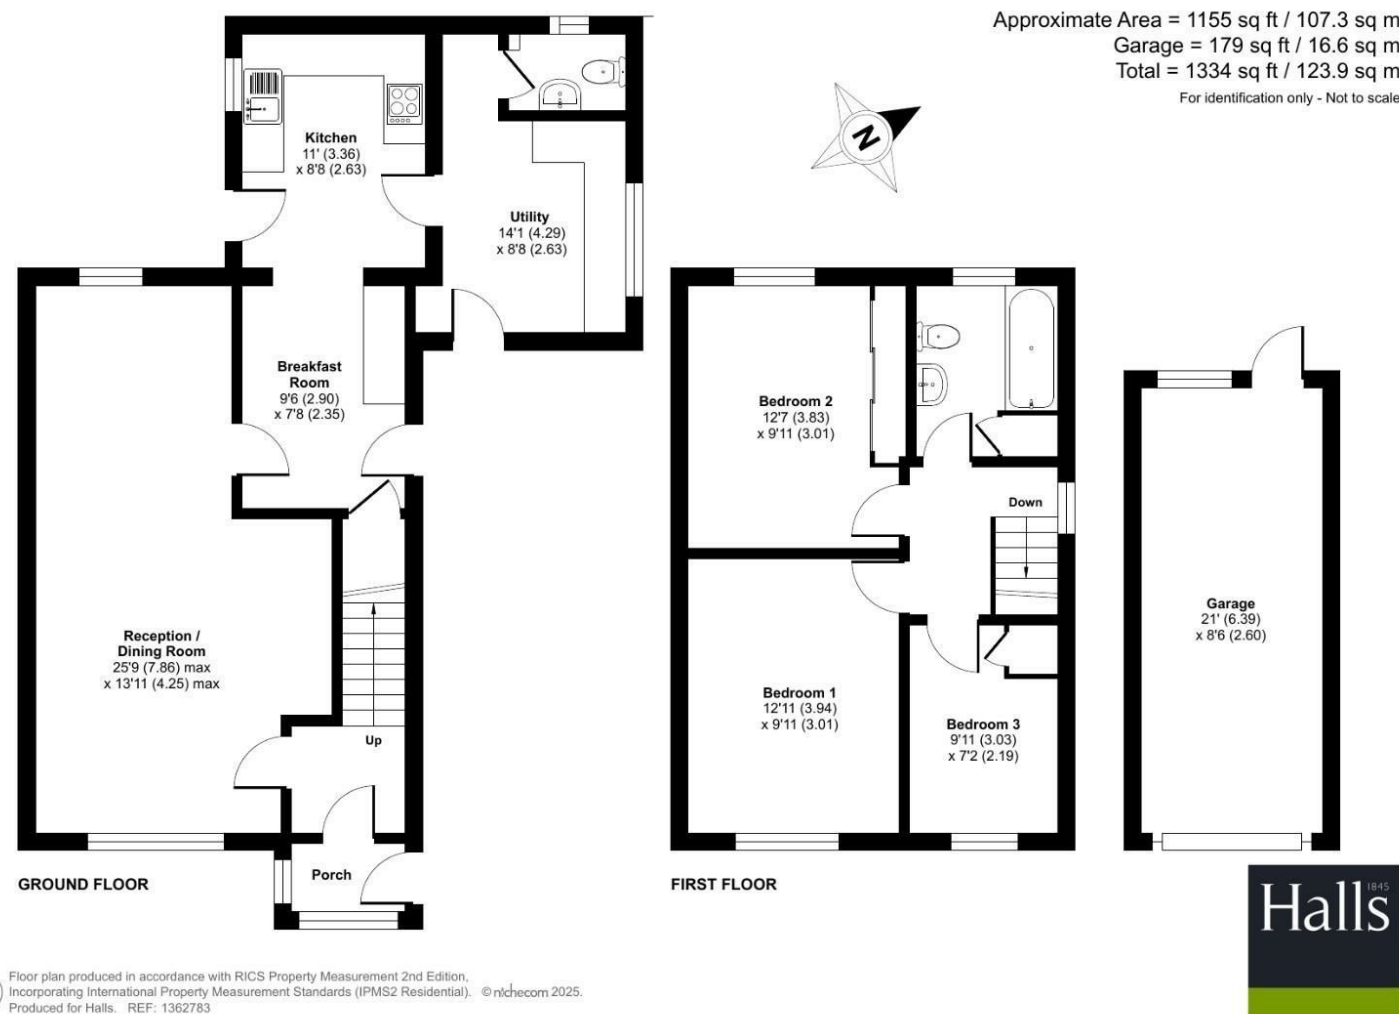 Approximate Area = 1155 sq ft / 107.3 sq m
Garage = 179 sq ft / 16.6 sq m
Total = 1334 sq ft / 123.9 sq m
For identification only - Not to scale
N
Kitchen
11' (3.36)
x 8'8 (2.63)
Utility
14'1 (4.29)
x 8'8 (2.63)
Breakfast
Room
9'6 (2.90)
x 7'8 (2.35)
Reception /
Dining Room
25'9 (7.86) max
x 13'11 (4.25) max
Up
Porch
GROUND FLOOR
Bedroom 2
12'7 (3.83)
x 9'11 (3.01)
Down
Bedroom 1
12'11 (3.94)
x 9'11 (3.01)
Bedroom 3
9'11 (3.03)
x 7'2 (2.19)
FIRST FLOOR
Garage
21' (6.39)
x 8'6 (2.60)
Halls 1845
Floor plan produced in accordance with RICS Property Measurement 2nd Edition,
Incorporating International Property Measurement Standards (IPMS2 Residential). ©nichecom 2025.
Produced for Halls. REF: 1362783